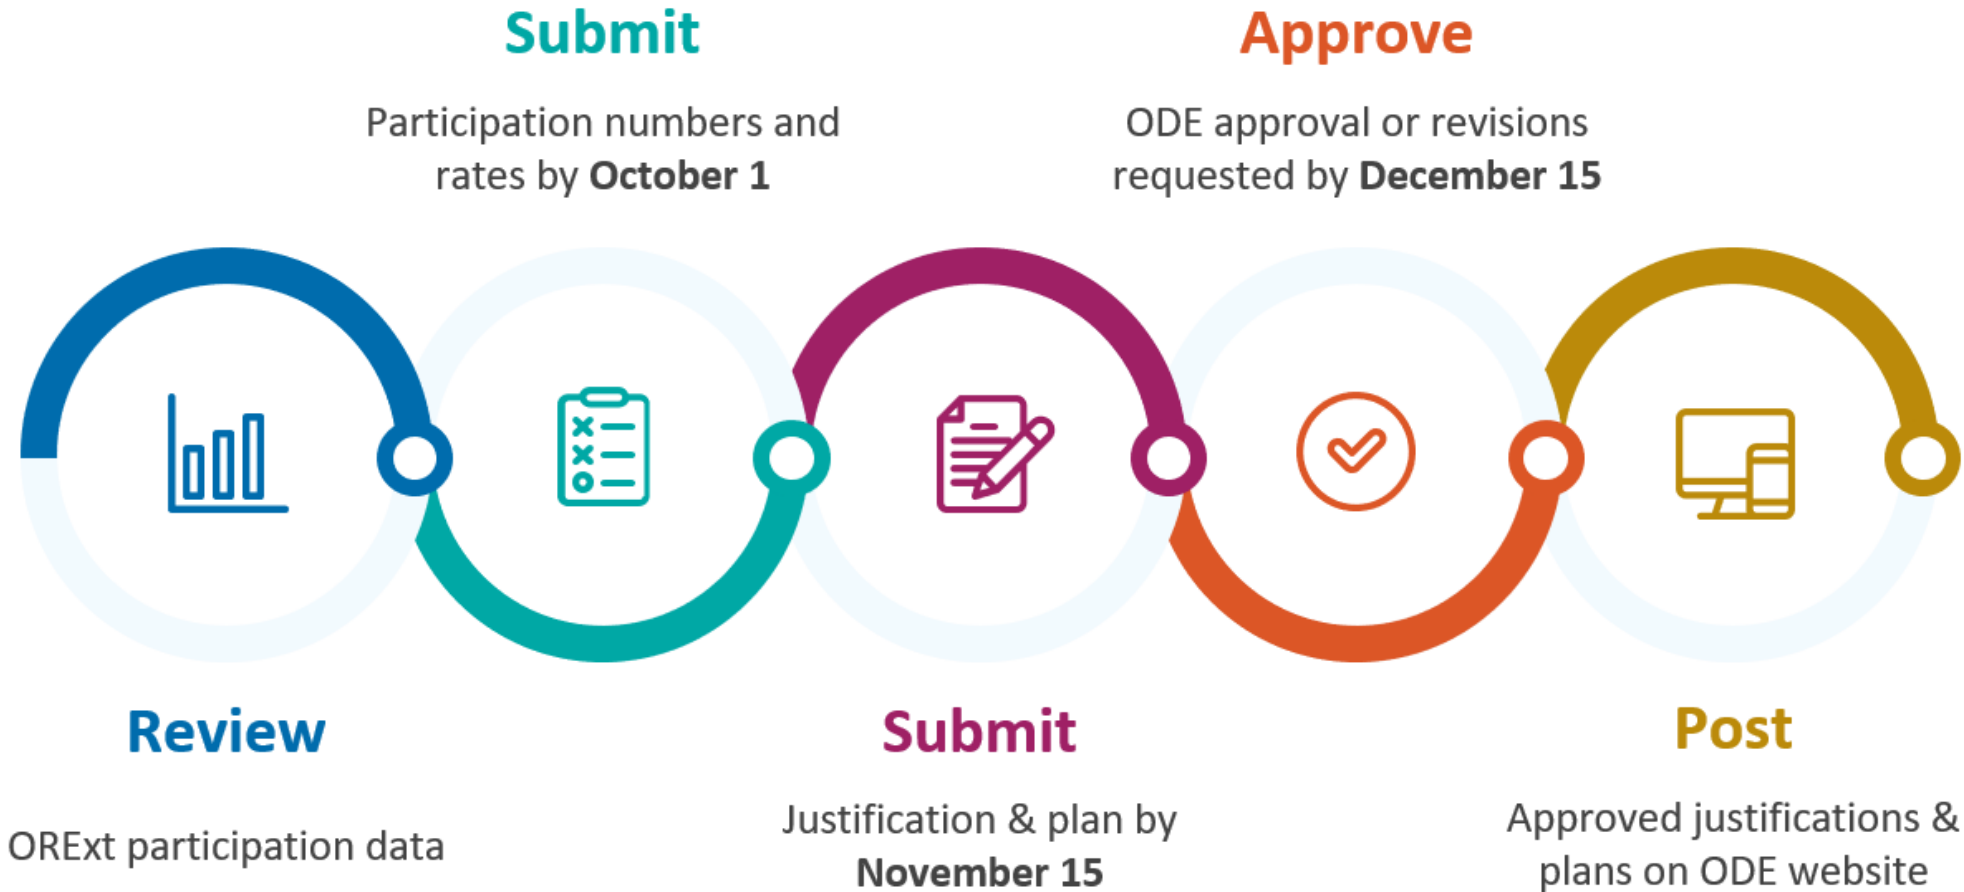 Submit
Participation numbers and
rates by October 1
Approve
ODE approval or revisions
requested by December 15
Review
ORExt participation data
Submit
Justification & plan by
November 15
Post
Approved justifications &
plans on ODE website